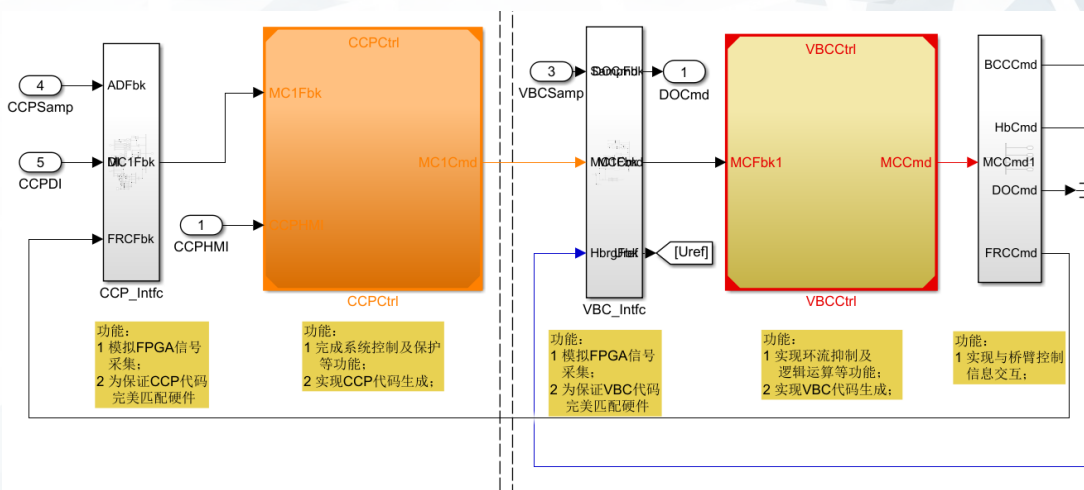 CCPCtrl
4
CCPSamp
ADFbk
MC1Fbk
5
CCPDI
DI
MC1Fbk
MC1Cmd
1
CCPHMI
CCPHMI
FRCFbk
CCP_Intfc
CCPCtrl
功能：
1 模拟FPGA信号
采集；
2 为保证CCP代码
完美匹配硬件
功能：
1 完成系统控制及保护
等功能；
2 实现CCP代码生成；
3
VBCSamp
1
DOCmd
HbrgFbk
Uref
[Uref]
VBC_Intfc
VBCCtrl
MCFbk1
MCCmd
VBCCtrl
BCCCmd
HbCmd
MCCmd1
DOCmd
FRCCmd
功能：
1 模拟FPGA信号
采集；
2 为保证VBC代码
完美匹配硬件
功能：
1 实现环流抑制及
逻辑运算等功能；
2 实现VBC代码生成；
功能：
1 实现与桥臂控制
信息交互；